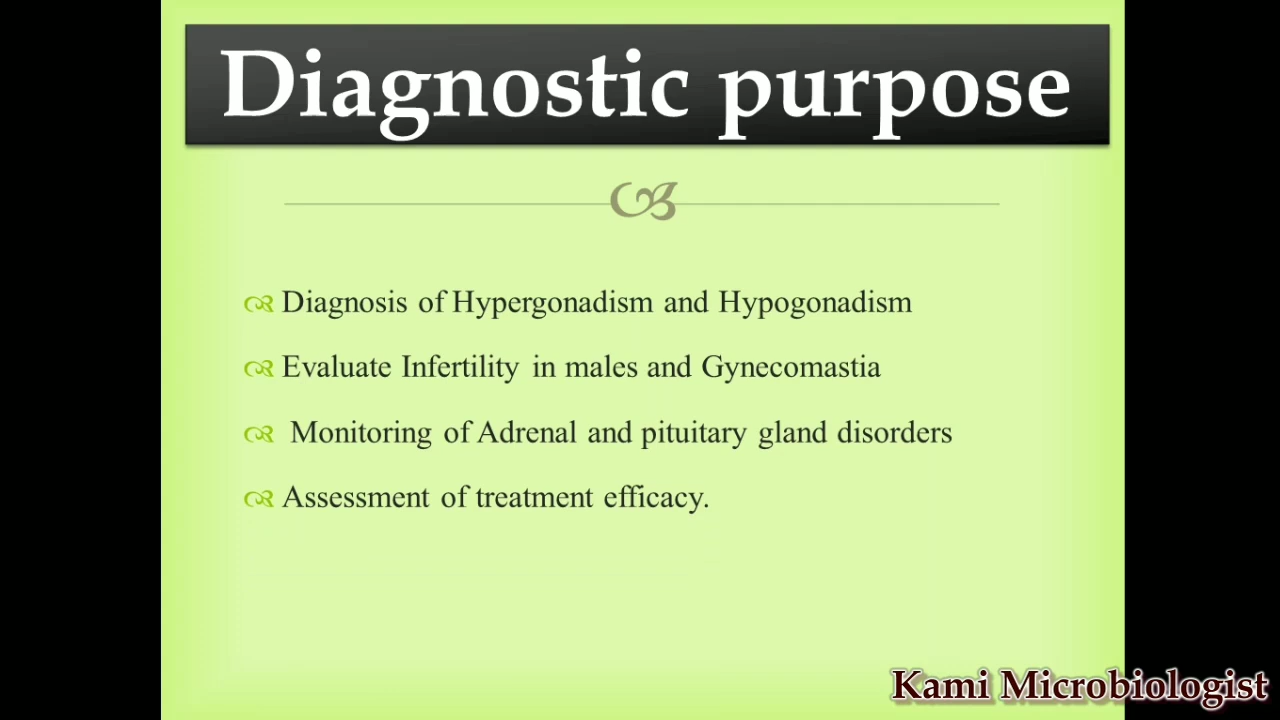 Diagnostic purpose
Diagnosis of Hypergonadism and Hypogonadism
Evaluate Infertility in males and Gynecomastia
Monitoring of Adrenal and pituitary gland disorders
Assessment of treatment efficacy.
Kami Microbiologist